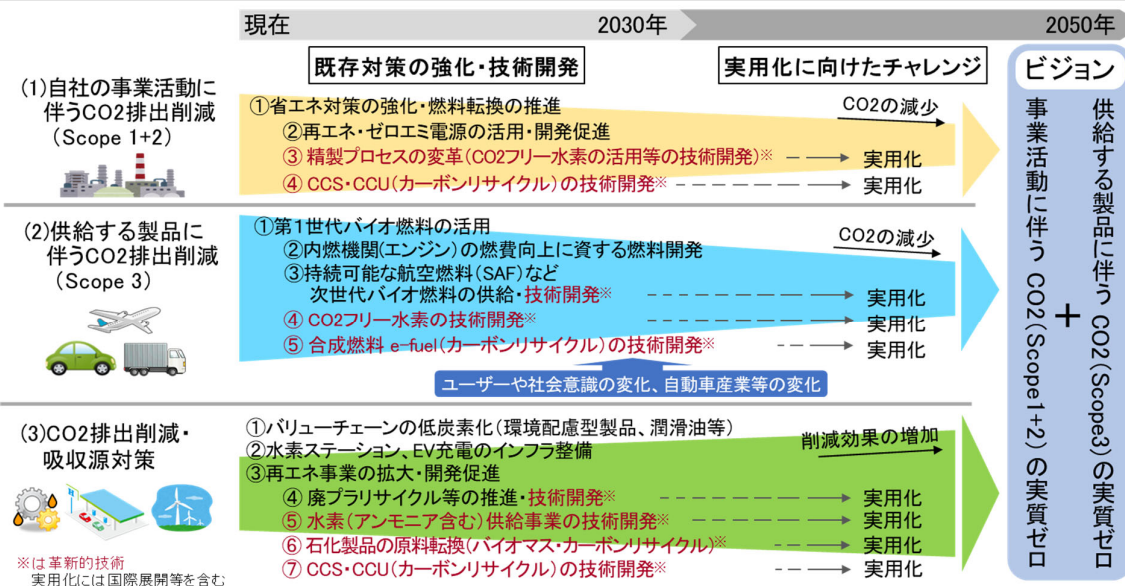 現在
2030年
2050年
既存対策の強化・技術開発
実用化に向けたチャレンジ
ビジョン
(1)自社の事業活動に
伴うCO2排出削減
(Scope 1+2)
①省エネ対策の強化・燃料転換の推進
CO2の減少
②再エネ・ゼロエミ電源の活用・開発促進
③ 精製プロセスの変革(CO2フリー水素の活用等の技術開発)※
実用化
④ CCS・CCU(カーボンリサイクル)の技術開発※
実用化
(2)供給する製品に
伴うCO2排出削減
(Scope 3)
①第1世代バイオ燃料の活用
CO2の減少
②内燃機関(エンジン)の燃費向上に資する燃料開発
③持続可能な航空燃料(SAF)など
次世代バイオ燃料の供給・技術開発※
実用化
④ CO2フリー水素の技術開発※
実用化
⑤ 合成燃料 e-fuel(カーボンリサイクル)の技術開発※
実用化
ユーザーや社会意識の変化、自動車産業等の変化
(3)CO2排出削減・
吸収源対策
①バリューチェーンの低炭素化(環境配慮型製品、潤滑油等)
削減効果の増加
②水素ステーション、EV充電のインフラ整備
③再エネ事業の拡大・開発促進
④ 廃プラリサイクル等の推進・技術開発※
実用化
⑤ 水素(アンモニア含む)供給事業の技術開発※
実用化
⑥ 石化製品の原料転換(バイオマス・カーボンリサイクル)※
実用化
⑦ CCS・CCU(カーボンリサイクル)の技術開発※
実用化
※は革新的技術
実用化には国際展開等を含む
供給する製品に伴う CO2(Scope3)の実質ゼロ
+
事業活動に伴う CO2(Scope1+2)の実質ゼロ